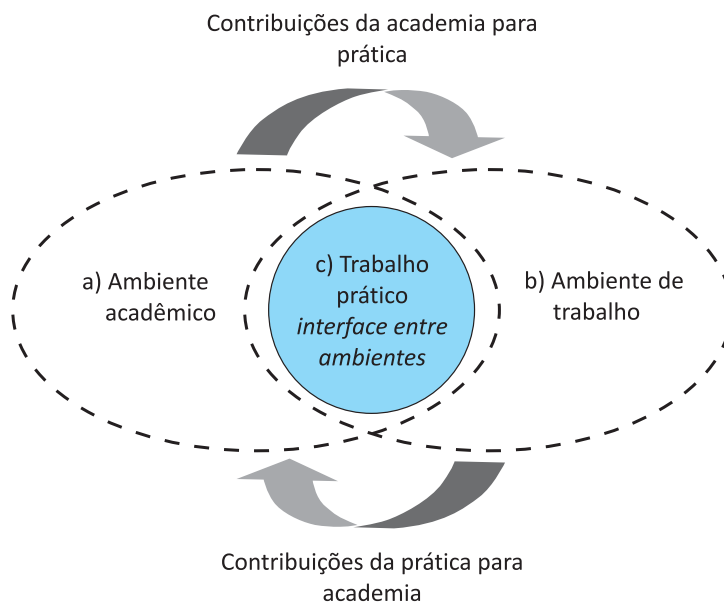 Contribuições da academia para
prática
a) Ambiente
acadêmico
c) Trabalho
prático
interface entre
ambientes
b) Ambiente de
trabalho
Contribuições da prática para
academia